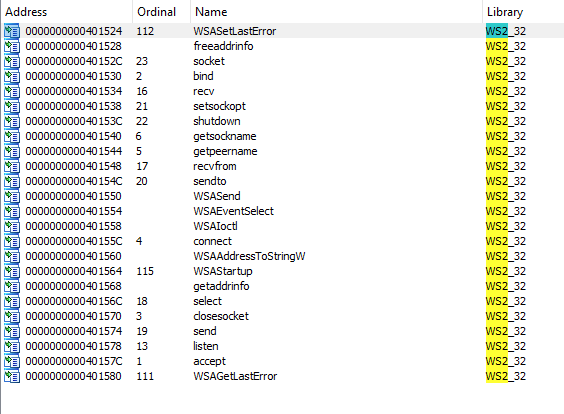 Address Ordinal Name Library
0000000000401524 112 WSASetLastError WS2_32
0000000000401528 freeaddrinfo WS2_32
000000000040152C 23 socket WS2_32
0000000000401530 2 bind WS2_32
0000000000401534 16 recv WS2_32
0000000000401538 21 setsockopt WS2_32
000000000040153C 22 shutdown WS2_32
0000000000401540 6 getsockname WS2_32
0000000000401544 5 getpeername WS2_32
0000000000401548 17 recvfrom WS2_32
000000000040154C 20 sendto WS2_32
0000000000401550 WSASend WS2_32
0000000000401554 WSAEventSelect WS2_32
0000000000401558 WSAIoctl WS2_32
000000000040155C 4 connect WS2_32
0000000000401560 WSAAddressToStringW WS2_32
0000000000401564 115 WSAStartup WS2_32
0000000000401568 getaddrinfo WS2_32
000000000040156C 18 select WS2_32
0000000000401570 3 closesocket WS2_32
0000000000401574 19 send WS2_32
0000000000401578 13 listen WS2_32
000000000040157C 1 accept WS2_32
0000000000401580 111 WSAGetLastError WS2_32